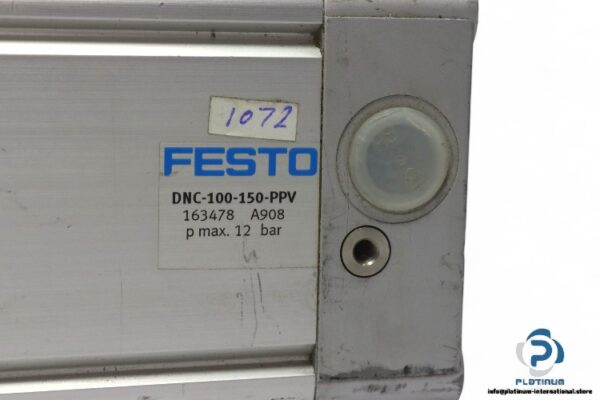 1072
FESTO
DNC-100-150-PPV
163478 A908
p max. 12 bar
PLATINUM
info@platinum-international.store